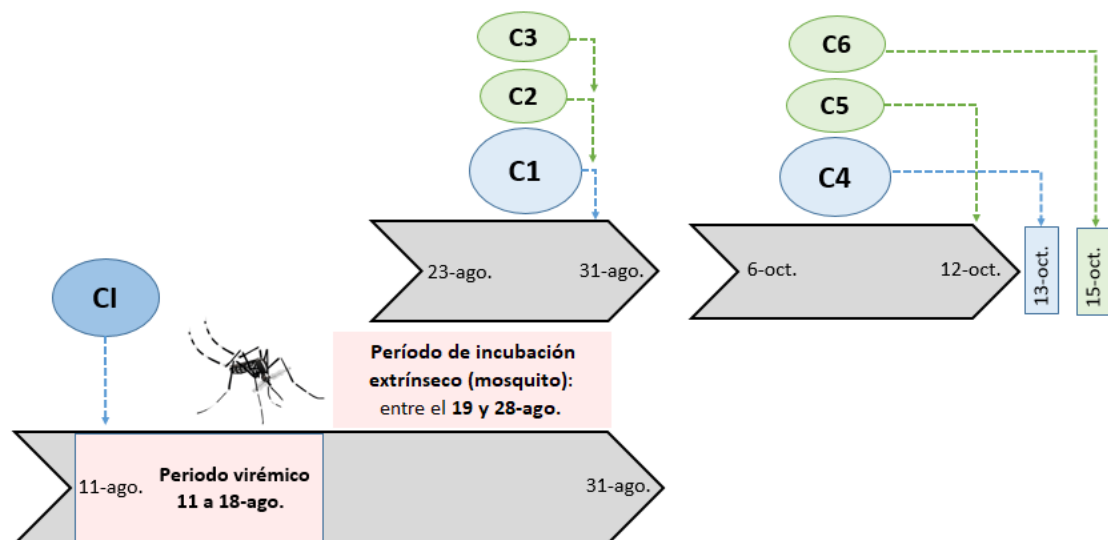 C3
C2
C1
C6
C5
C4
23-ago.
31-ago.
6-oct.
12-oct.
13-oct.
15-oct.
CI
Período de incubación
extrínseco (mosquito):
entre el 19 y 28-ago.
11-ago.
Periodo virémico
11 a 18-ago.
31-ago.